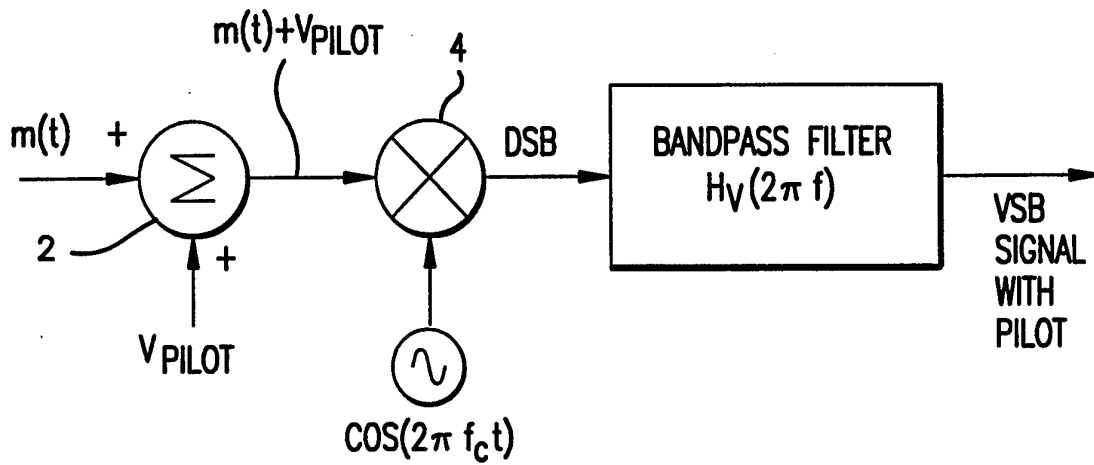 m(t)+VPILOT
4
m(t)
+
Σ
DSB
BANDPASS FILTER
HV(2π f)
2
+
VSB
SIGNAL
WITH
PILOT
VPILOT
COS(2π fct)